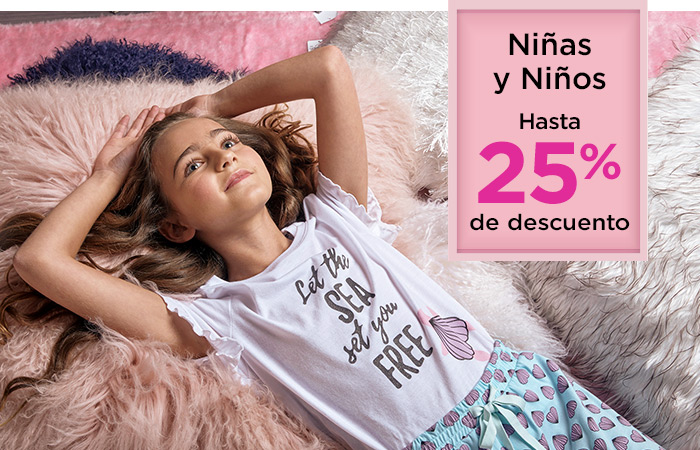 Niñas
y Niños
Hasta
25%
de descuento
Let the
SEA
set you
FREE